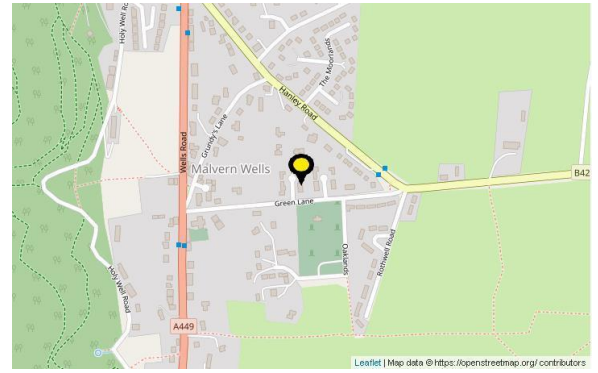 Holy Well Ro
The Moorlands
Hanley Road
Grundy's Lane
Wells Road
Malvern Wells
B42
Green Lane
Oaklands
Rothwell Road
Holy Well Road
A449
Leaflet | Map data © https://openstreetmap.org/ contributors